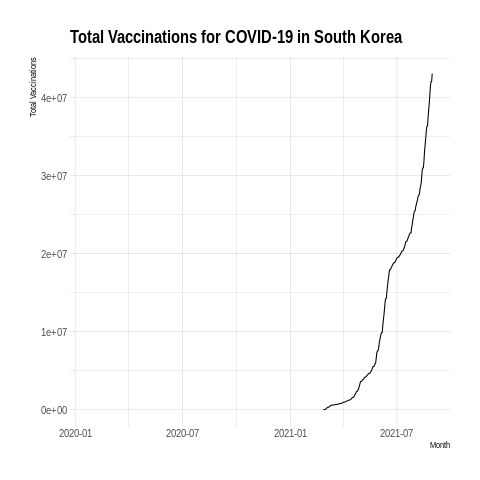 Total Vaccinations for COVID-19 in South Korea
Total Vaccinations
4e+07
3e+07
2e+07
1e+07
0e+00
2020-01 2020-07 2021-01 2021-07
Month